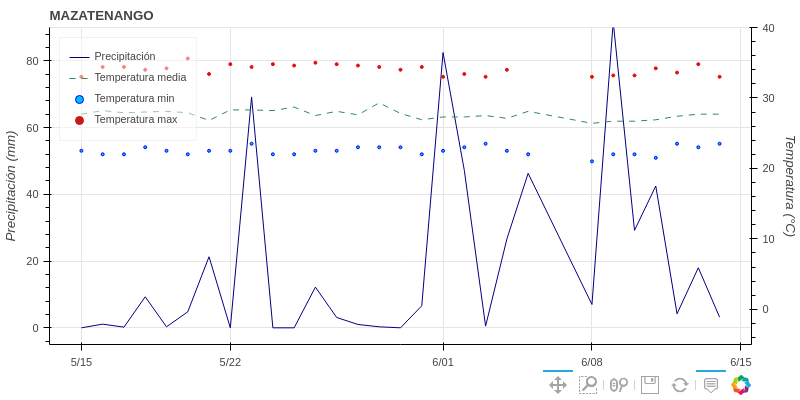 MAZATENANGO
Precipitación
Temperatura media
Temperatura min
Temperatura max
Precipitación (mm)
80
60
40
20
0
Temperatura (°C)
40
30
20
10
0
5/15
5/22
6/01
6/08
6/15